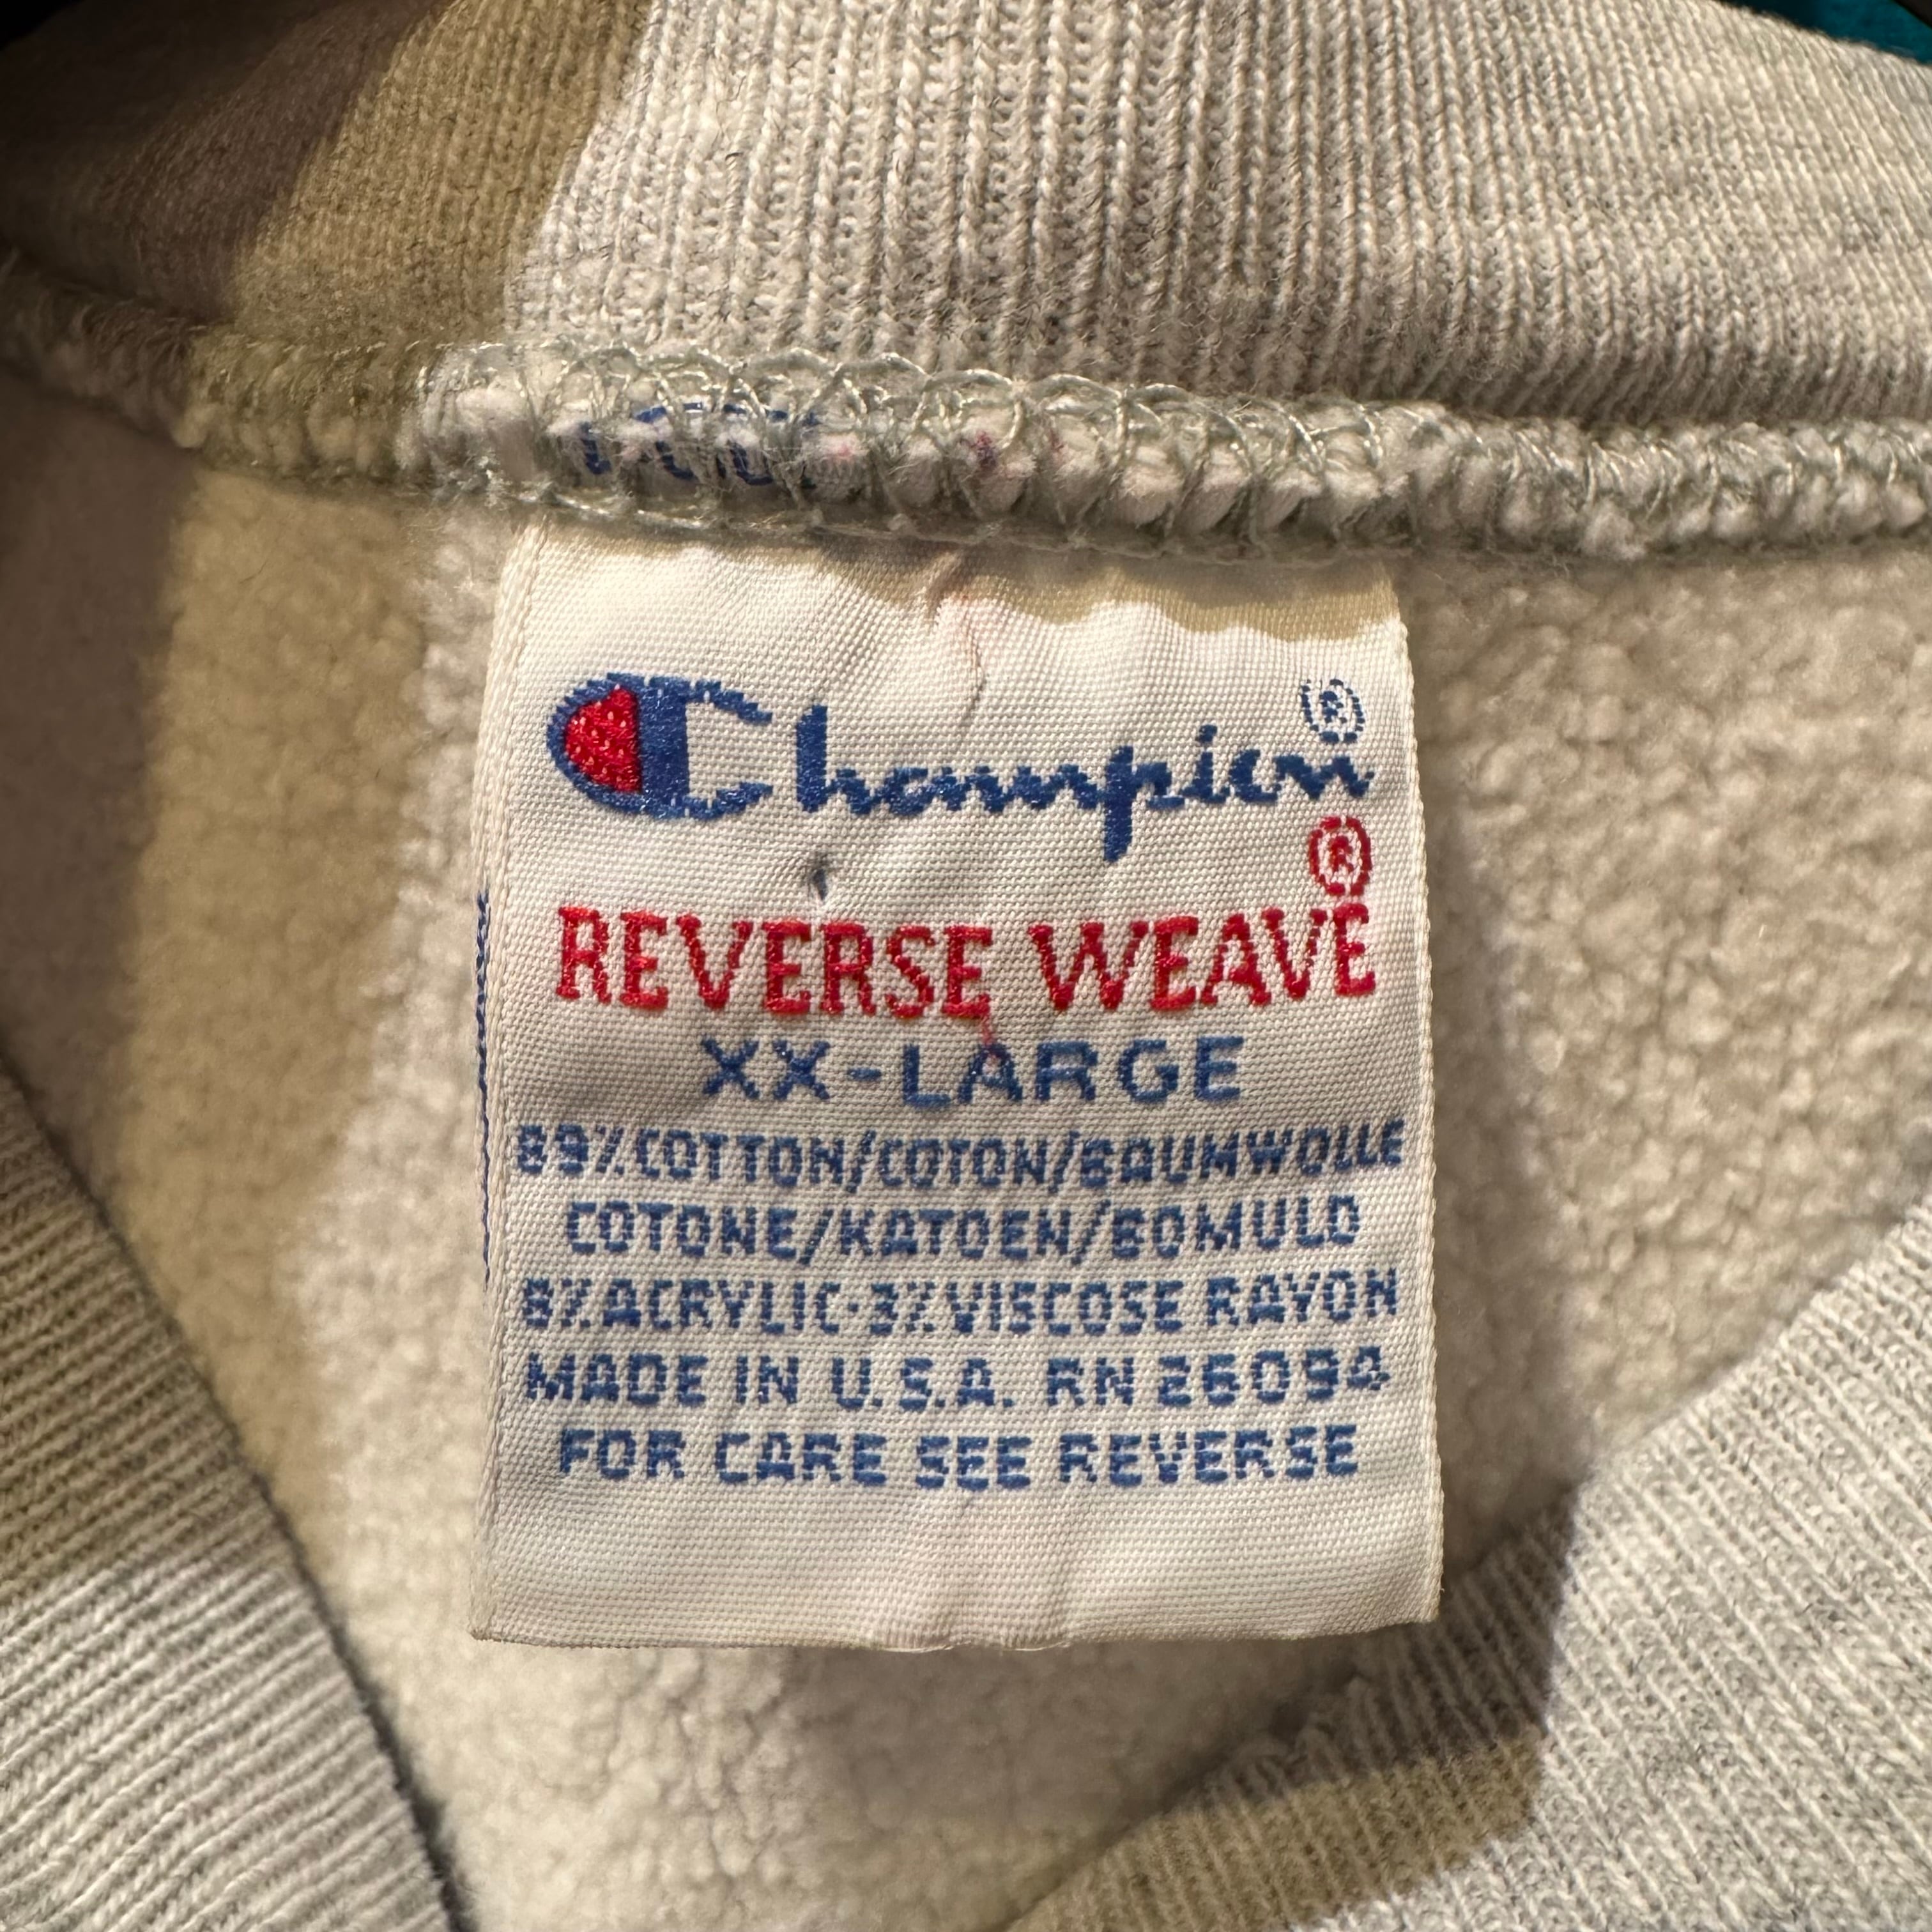 Champion®
®
REVERSE WEAVE
XX-LARGE
89%COTTON/COTON/BAUMWOLLE
COTONE/KATOEN/BOMULD
8%ACRYLIC·3%VISCOSE RAYON
MADE IN U.S.A. RN 26094
FOR CARE SEE REVERSE